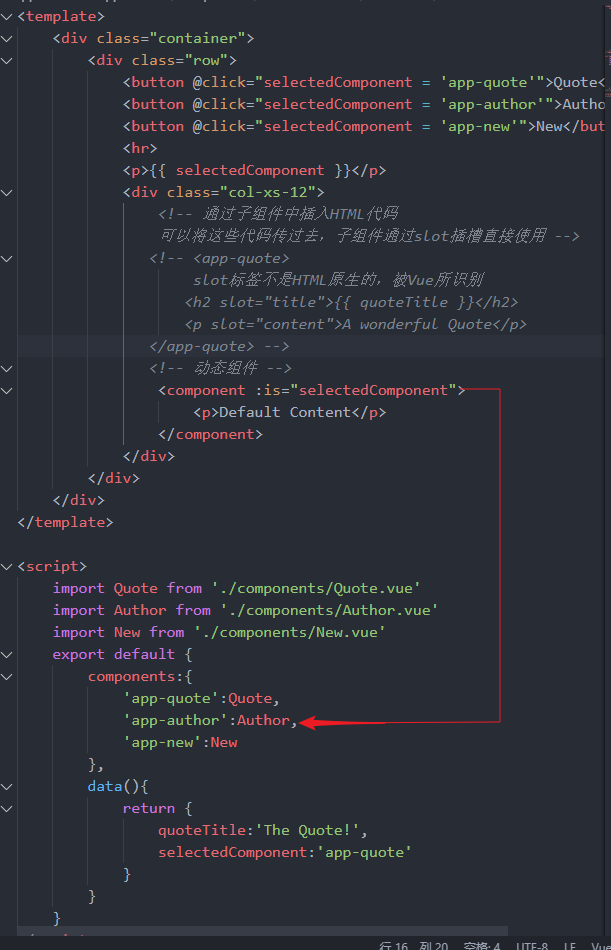 <template>
<div class="container">
<div class="row">
<button @click="selectedComponent = 'app-quote'">Quote<
<button @click="selectedComponent = 'app-author'">Autho
<button @click="selectedComponent = 'app-new'">New</but
<hr>
<p>{{ selectedComponent }}</p>
<div class="col-xs-12">
<!-- 通过子组件中插入HTML代码
可以将这些代码传过去，子组件通过slot插槽直接使用 -->
<!-- <app-quote>
slot标签不是HTML原生的，被Vue所识别
<h2 slot="title">{{ quoteTitle }}</h2>
<p slot="content">A wonderful Quote</p>
</app-quote> -->
<!-- 动态组件 -->
<component :is="selectedComponent">
<p>Default Content</p>
</component>
</div>
</div>
</div>
</template>
<script>
import Quote from './components/Quote.vue'
import Author from './components/Author.vue'
import New from './components/New.vue'
export default {
components:{
'app-quote':Quote,
'app-author':Author,
'app-new':New
},
data(){
return {
quoteTitle:'The Quote!',
selectedComponent:'app-quote'
}
}
}
行 16，列 20 空格: 4 UTF-8 LF Vue